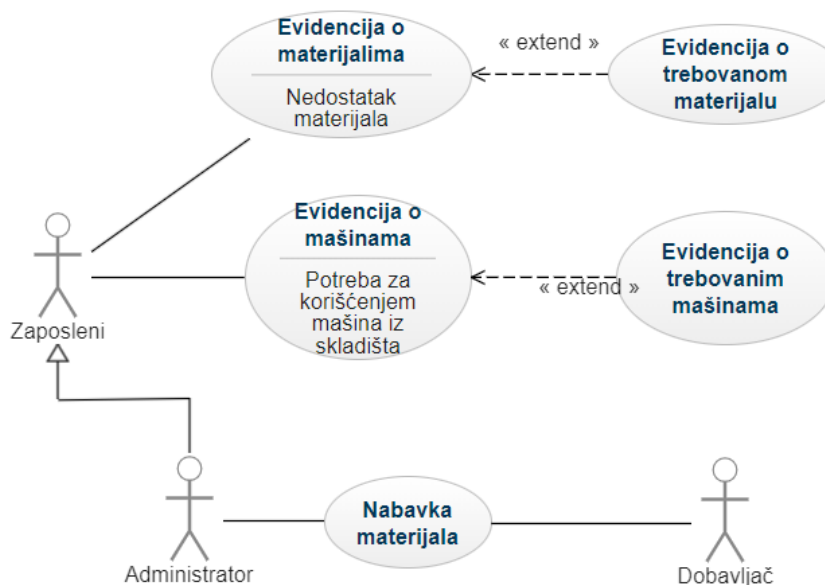 Evidencija o
materijalima
Nedostatak
materijala
« extend »
Evidencija o
trebovanom
materijalu
Evidencija o
mašinama
Potreba za
korišćenjem
mašina iz
skladišta
« extend »
Evidencija o
trebovanim
mašinama
Zaposleni
Nabavka
materijala
Administrator
Dobavljač